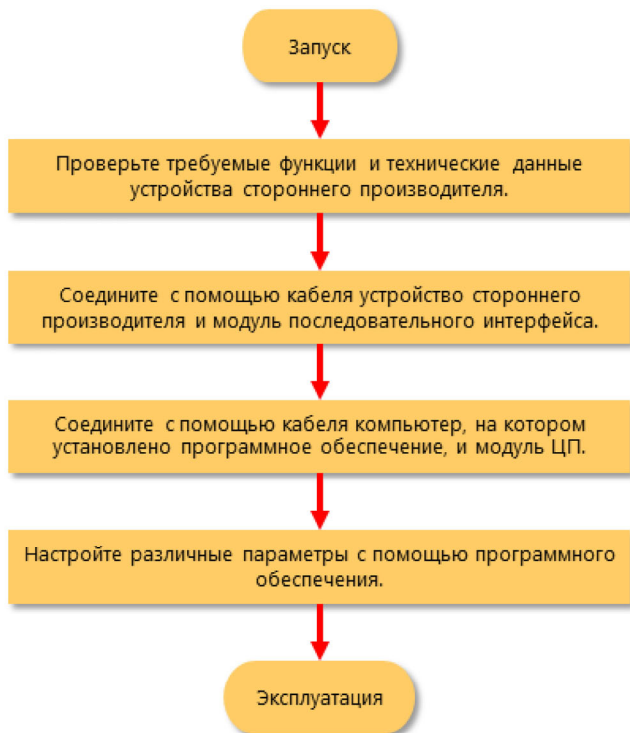 Запуск
Проверьте требуемые функции и технические данные
устройства стороннего производителя.
Соедините с помощью кабеля устройство стороннего
производителя и модуль последовательного интерфейса.
Соедините с помощью кабеля компьютер, на котором
установлено программное обеспечение, и модуль ЦП.
Настройте различные параметры с помощью программного
обеспечения.
Эксплуатация